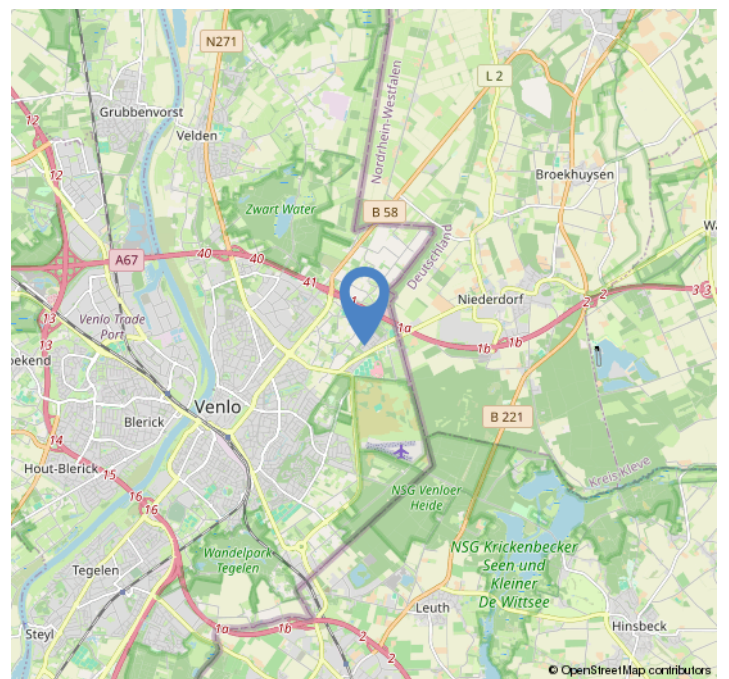 N271
L 2
Grubbenvorst
12
Velden
Nordrhein-Westfalen
12
Broekhuysen
Zwart Water
B 58
40
40
A67
Deutschland
41
3
3
2
2
Niederdorf
13
Venlo Trade
Port
1a
1b
1b
13
Venlo
B 221
Blerick
14
Hout-Blerick
15
Kreis Kleve
16
16
NSG Venloer
Heide
NSG Krickenbecker
Seen und
Kleiner
De Wittsee
Wandelpark
Tegelen
Tegelen
Leuth
Hinsbeck
Steyl
1a
1b
2
2
© OpenStreetMap contributors